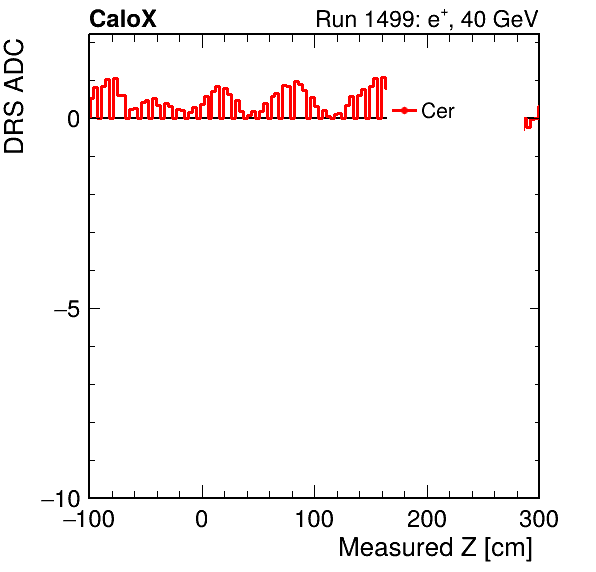 CaloX
Run 1499: e+, 40 GeV
DRS ADC
Cer
0
−5
−10
−100 0 100 200 300
Measured Z [cm]